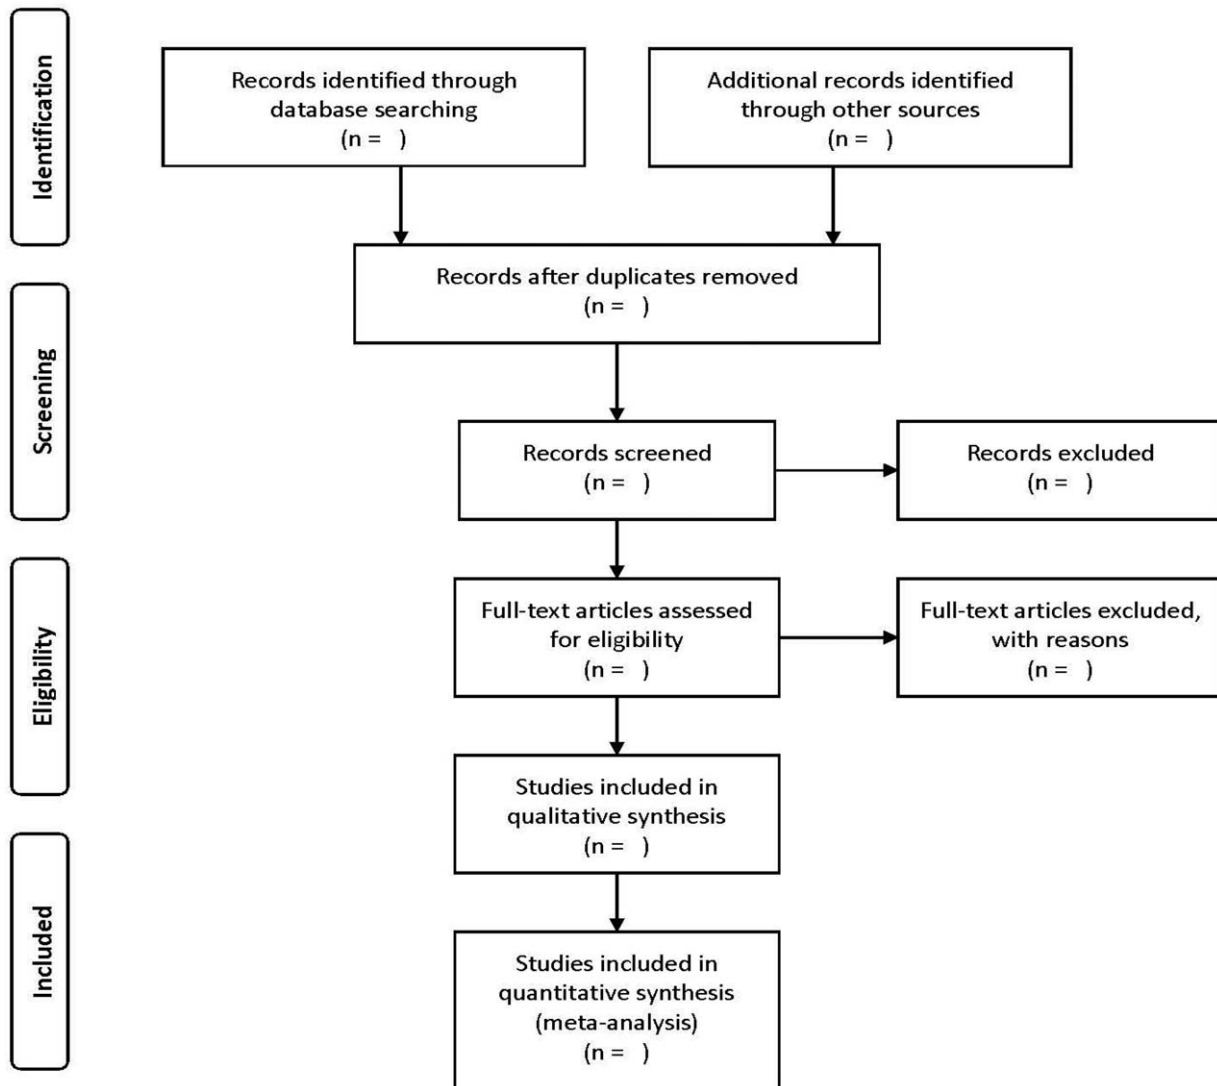 Identification
Records identified through
database searching
(n =   )
Additional records identified
through other sources
(n =   )
Records after duplicates removed
(n =   )
Screening
Records screened
(n =   )
Records excluded
(n =   )
Eligibility
Full-text articles assessed
for eligibility
(n =   )
Full-text articles excluded,
with reasons
(n =   )
Studies included in
qualitative synthesis
(n =   )
Included
Studies included in
quantitative synthesis
(meta-analysis)
(n =   )